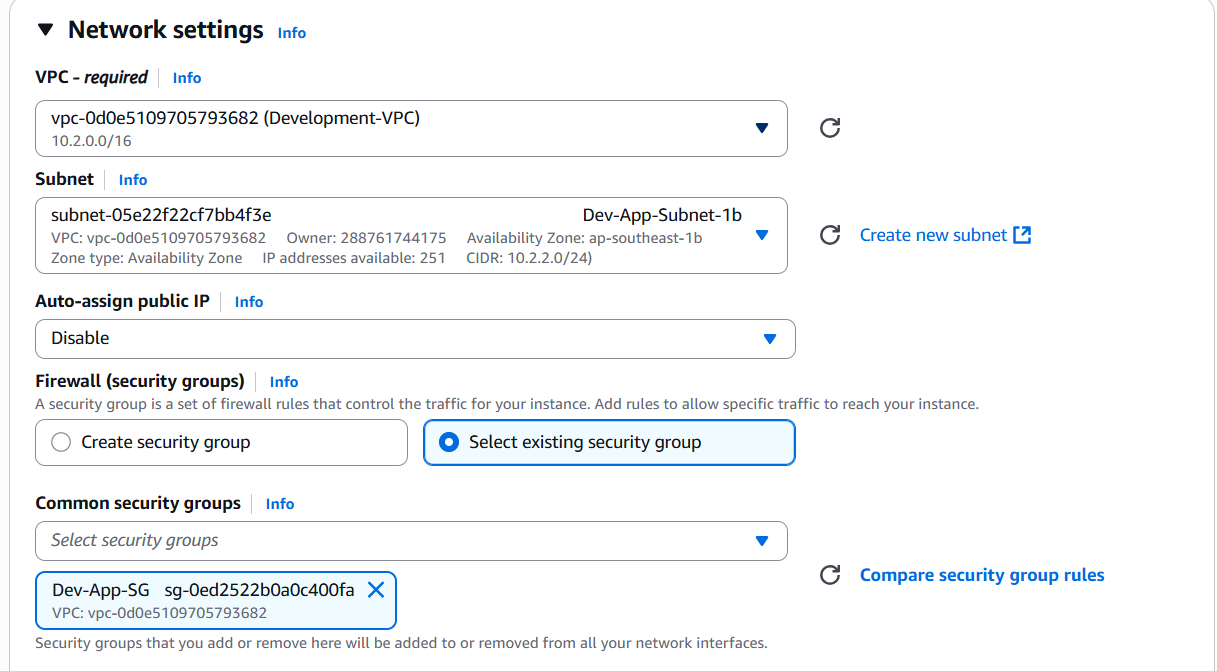 Network settings Info
VPC - required Info
vpc-0d0e5109705793682 (Development-VPC)
10.2.0.0/16
Subnet Info
subnet-05e22f22cf7bb4f3e Dev-App-Subnet-1b
VPC: vpc-0d0e5109705793682 Owner: 288761744175 Availability Zone: ap-southeast-1b
Zone type: Availability Zone IP addresses available: 251 CIDR: 10.2.2.0/24)
Create new subnet
Auto-assign public IP Info
Disable
Firewall (security groups) Info
A security group is a set of firewall rules that control the traffic for your instance. Add rules to allow specific traffic to reach your instance.
Create security group Select existing security group
Common security groups Info
Select security groups
Dev-App-SG sg-0ed2522b0a0c400fa
VPC: vpc-0d0e5109705793682
Compare security group rules
Security groups that you add or remove here will be added to or removed from all your network interfaces.